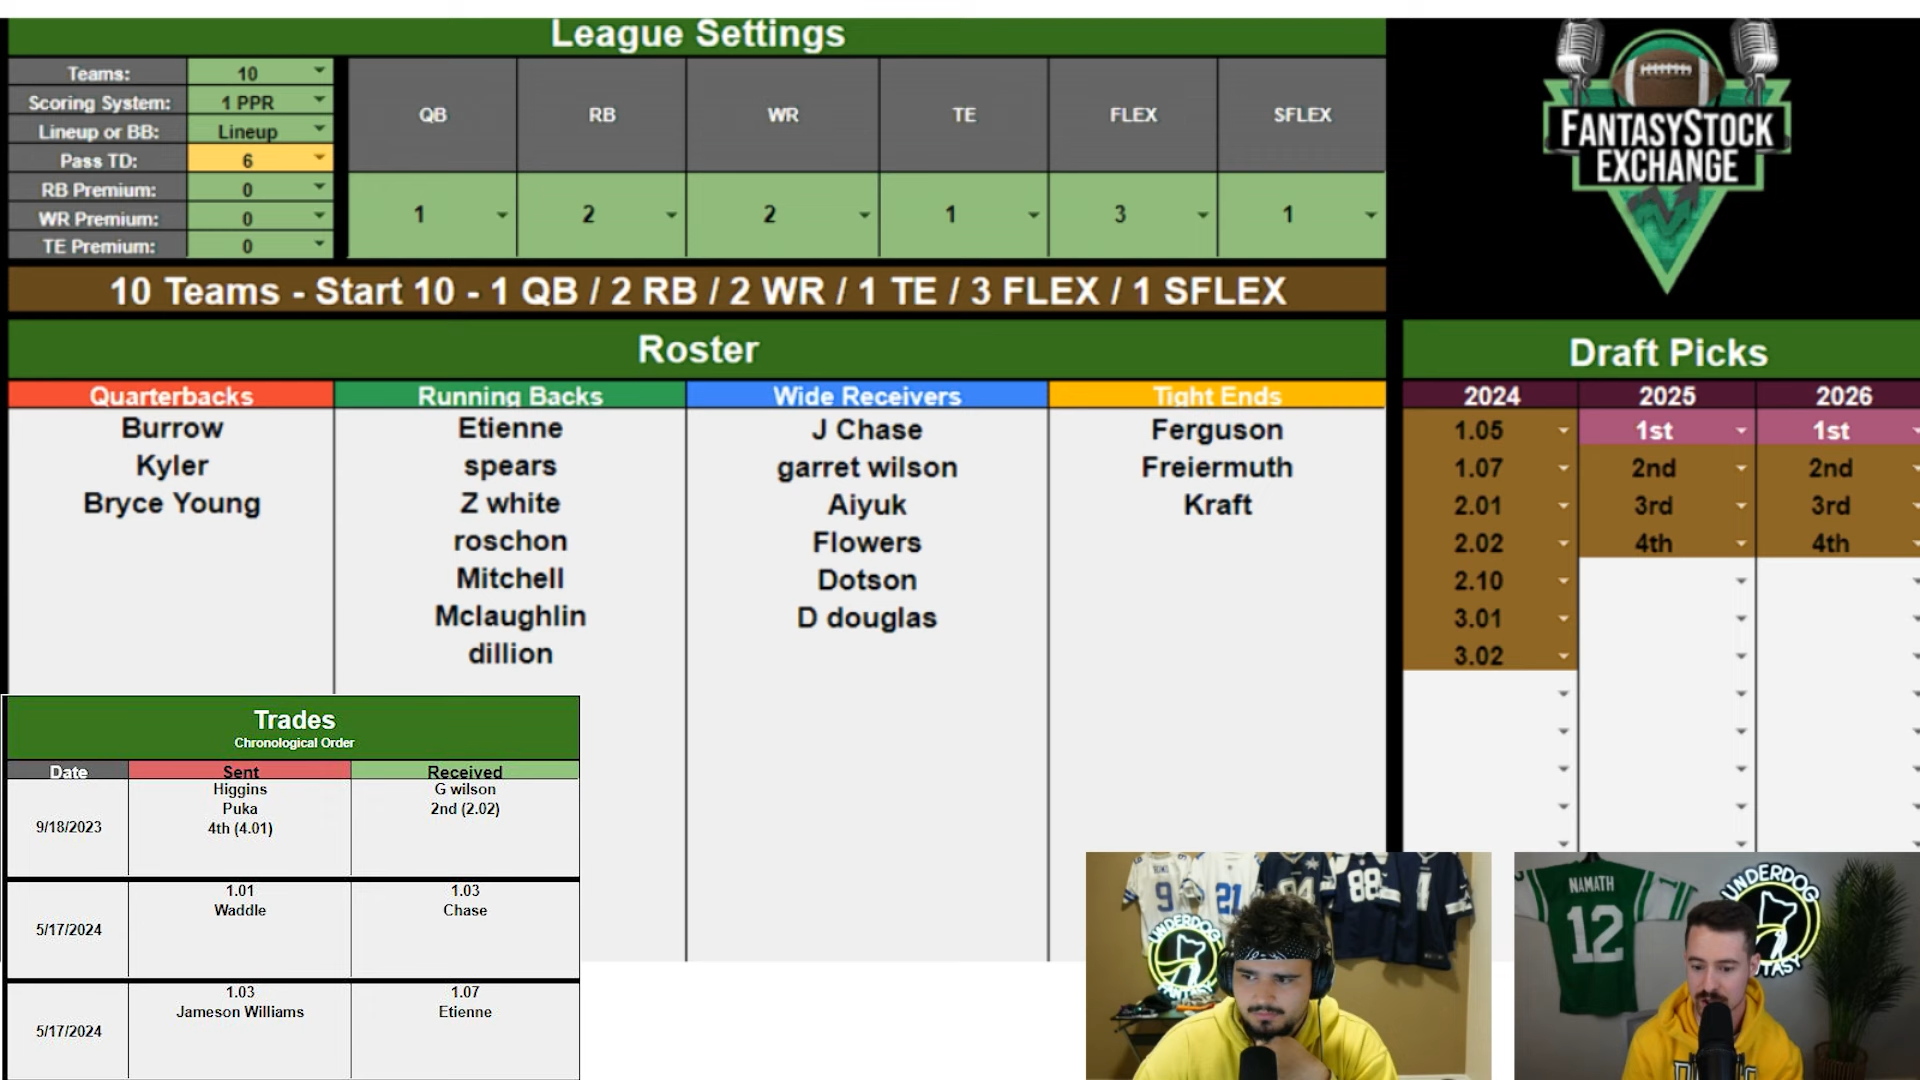 League Settings
Teams: 10
Scoring System: 1 PPR
Lineup or BB: Lineup
Pass TD: 6
RB Premium: 0
WR Premium: 0
TE Premium: 0
QB RB WR TE FLEX SFLEX
1 2 2 1 3 1
FANTASYSTOCK
EXCHANGE
10 Teams - Start 10 - 1 QB / 2 RB / 2 WR / 1 TE / 3 FLEX / 1 SFLEX
Roster
Quarterbacks Running Backs Wide Receivers Tight Ends
Burrow Etienne J Chase Ferguson
Kyler spears garret wilson Freiermuth
Bryce Young Z white Aiyuk Kraft
roschon Flowers
Mitchell Dotson
Mclaughlin D douglas
dillion
Draft Picks
2024 2025 2026
1.05 1st 1st
1.07 2nd 2nd
2.01 3rd 3rd
2.02 4th 4th
2.10
3.01
3.02
Trades
Chronological Order
Date Sent Received
9/18/2023
Higgins
Puka
4th (4.01)
G wilson
2nd (2.02)
5/17/2024
1.01
Waddle
1.03
Chase
5/17/2024
1.03
Jameson Williams
1.07
Etienne
9
21
88
UNDERDOG
FANTASY
NAMATH
12
UNDERDOG